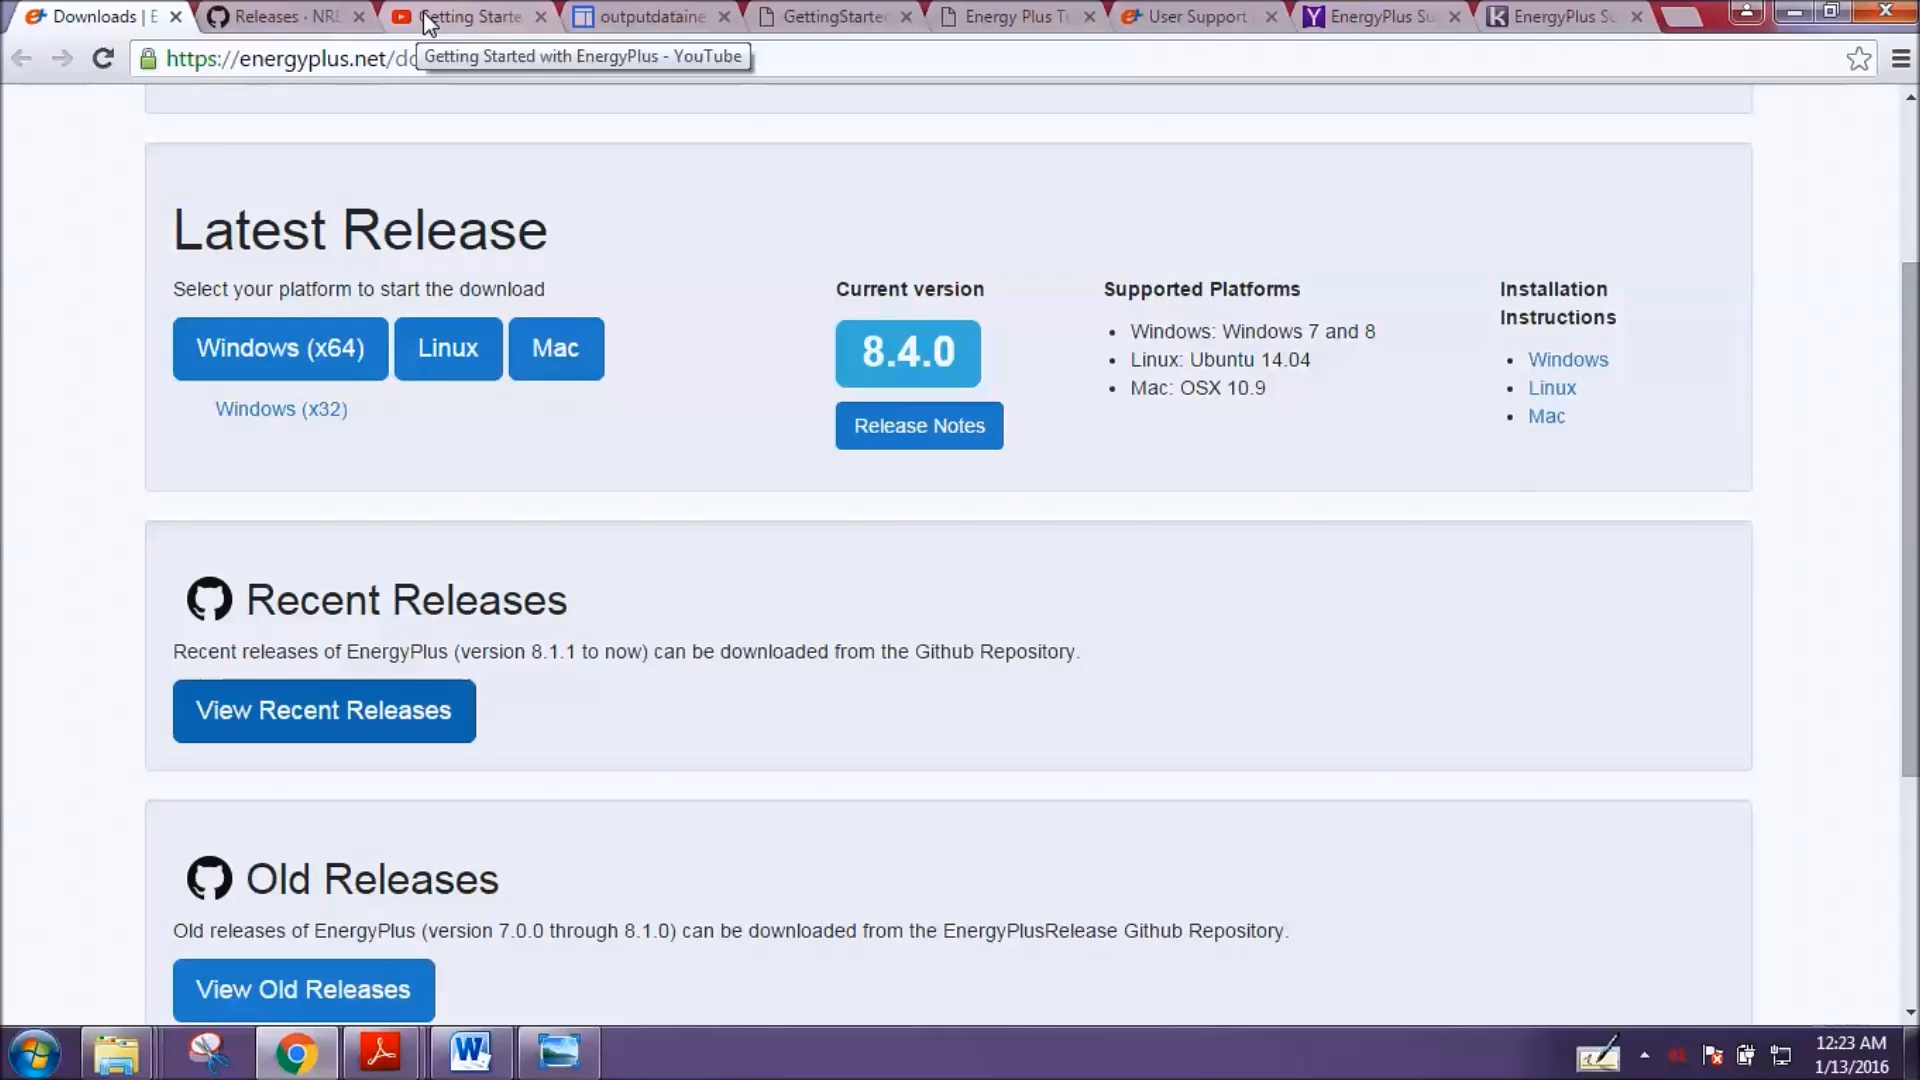 Downloads | E
Releases · NRE
Getting Starte
outputdataine
GettingStarte
Energy Plus T
User Support
EnergyPlus Su
EnergyPlus Su
https://energyplus.net/do
Getting Started with EnergyPlus - YouTube
Latest Release
Select your platform to start the download
Windows (x64)
Linux
Mac
Windows (x32)
Current version
8.4.0
Release Notes
Supported Platforms
• Windows: Windows 7 and 8
• Linux: Ubuntu 14.04
• Mac: OSX 10.9
Installation
Instructions
• Windows
• Linux
• Mac
Recent Releases
Recent releases of EnergyPlus (version 8.1.1 to now) can be downloaded from the Github Repository.
View Recent Releases
Old Releases
Old releases of EnergyPlus (version 7.0.0 through 8.1.0) can be downloaded from the EnergyPlusRelease Github Repository.
View Old Releases
12:23 AM
1/13/2016